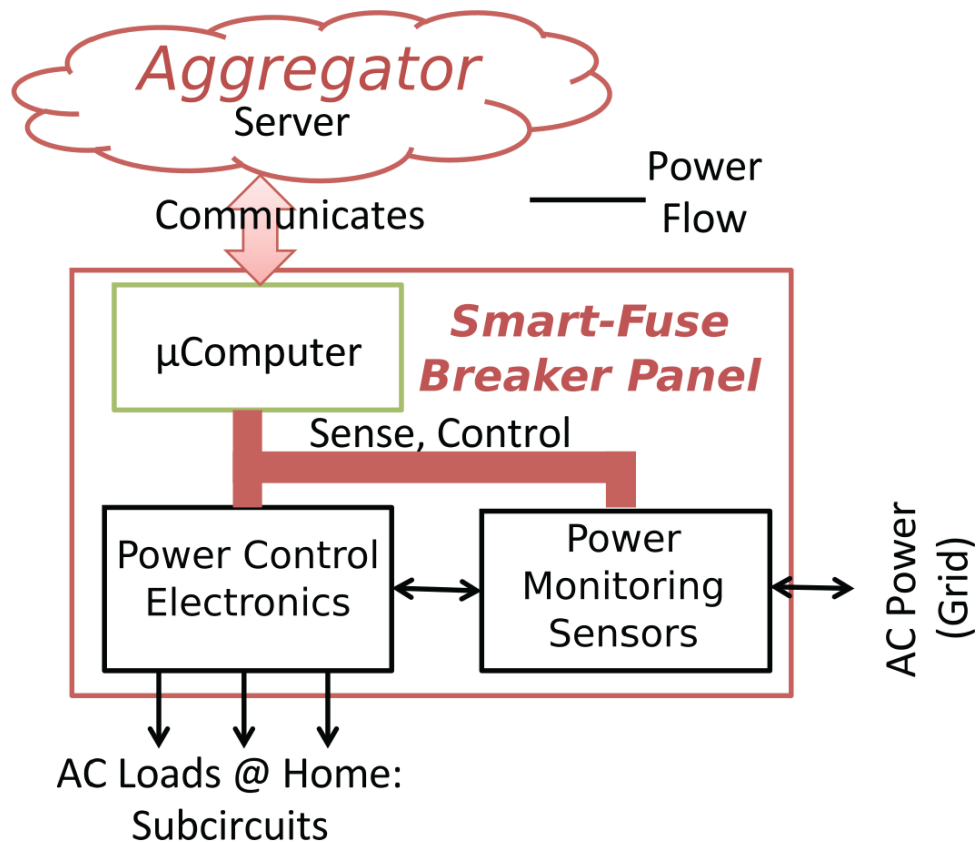 Aggregator
Server
Communicates
Power
Flow
μComputer
Smart-Fuse
Breaker Panel
Sense, Control
Power Control
Electronics
Power
Monitoring
Sensors
AC Power
(Grid)
AC Loads @ Home:
Subcircuits